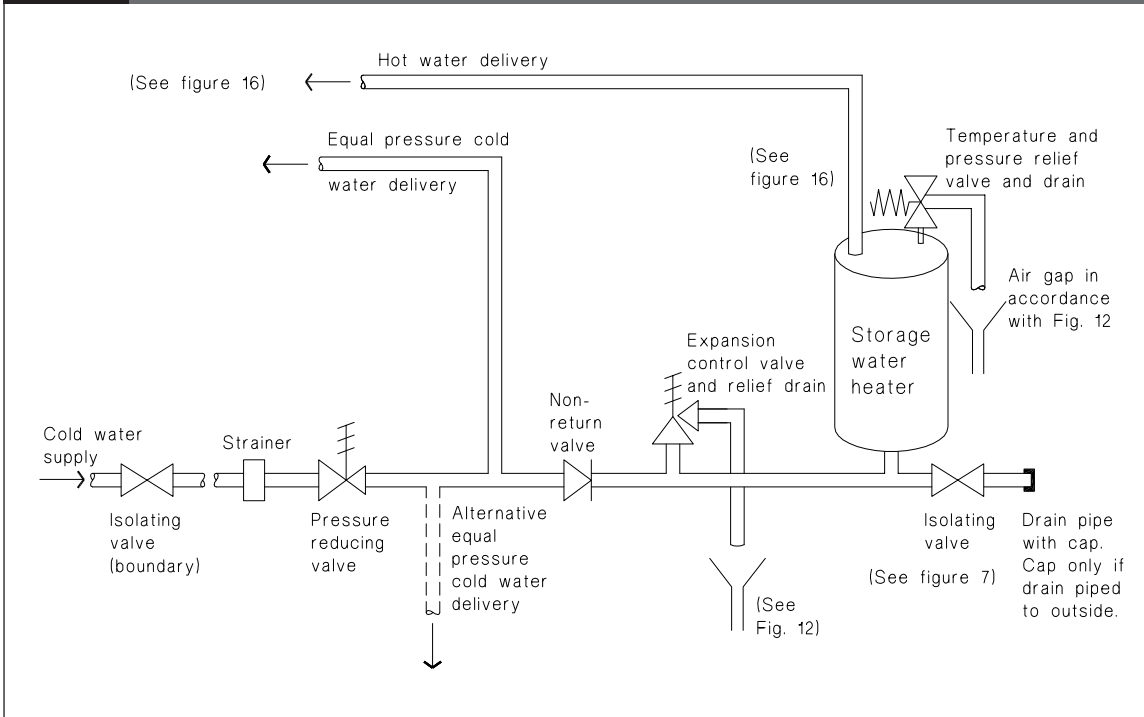 Hot water delivery
(See figure 16)
Equal pressure cold
water delivery
(See
figure 16)
Temperature and
pressure relief
valve and drain
Air gap in
accordance
with Fig. 12
Storage
water
heater
Expansion
control valve
and relief drain
Non-
return
valve
Cold water
supply
Strainer
Isolating
valve
(boundary)
Pressure
reducing
valve
Alternative
equal
pressure
cold water
delivery
(See
Fig. 12)
Isolating
valve
(See figure 7)
Drain pipe
with cap.
Cap only if
drain piped
to outside.